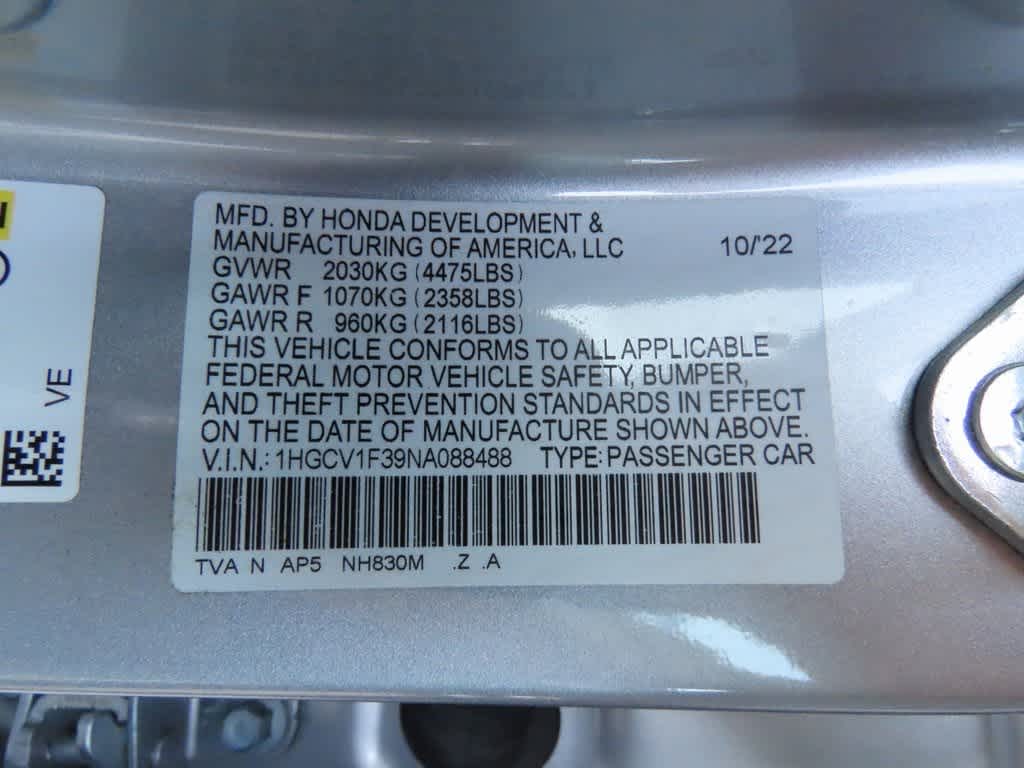 MFD. BY HONDA DEVELOPMENT &
MANUFACTURING OF AMERICA, LLC 10/'22
GVWR 2030KG (4475LBS)
GAWR F 1070KG (2358LBS)
GAWR R 960KG (2116LBS)
THIS VEHICLE CONFORMS TO ALL APPLICABLE
FEDERAL MOTOR VEHICLE SAFETY, BUMPER,
AND THEFT PREVENTION STANDARDS IN EFFECT
ON THE DATE OF MANUFACTURE SHOWN ABOVE.
V.I.N.: 1HGCV1F39NA088488 TYPE: PASSENGER CAR
TVA N AP5 NH830M .Z .A
VE